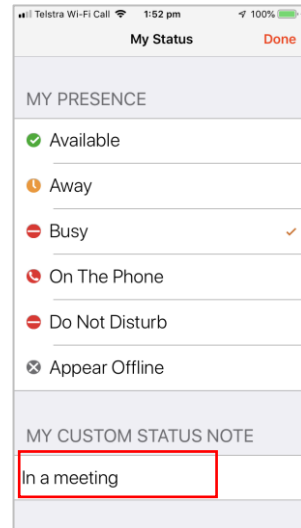 Telstra Wi-Fi Call 1:52 pm 100%
My Status Done
MY PRESENCE
Available
Away
Busy
On The Phone
Do Not Disturb
Appear Offline
MY CUSTOM STATUS NOTE
In a meeting